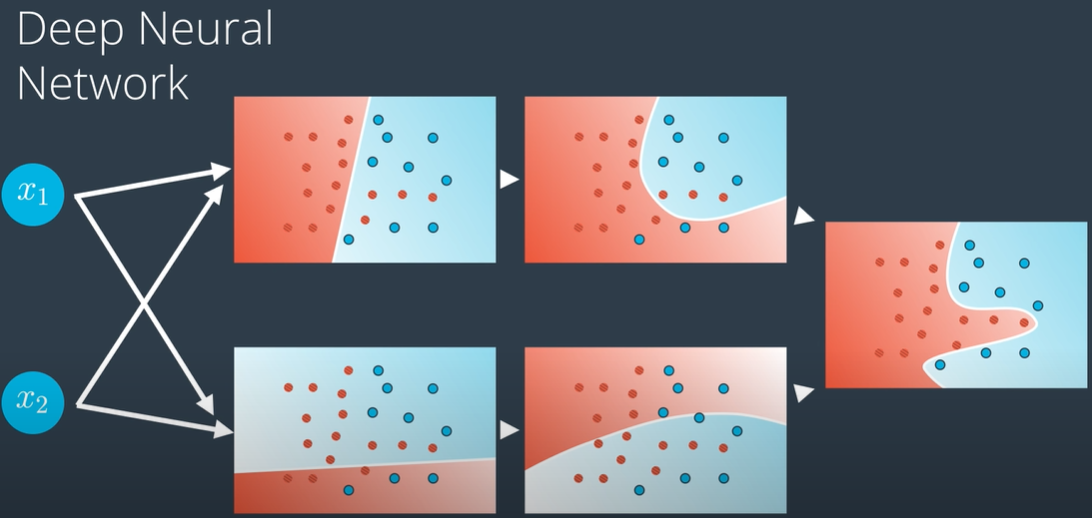 Deep Neural
Network
x₁
x₂